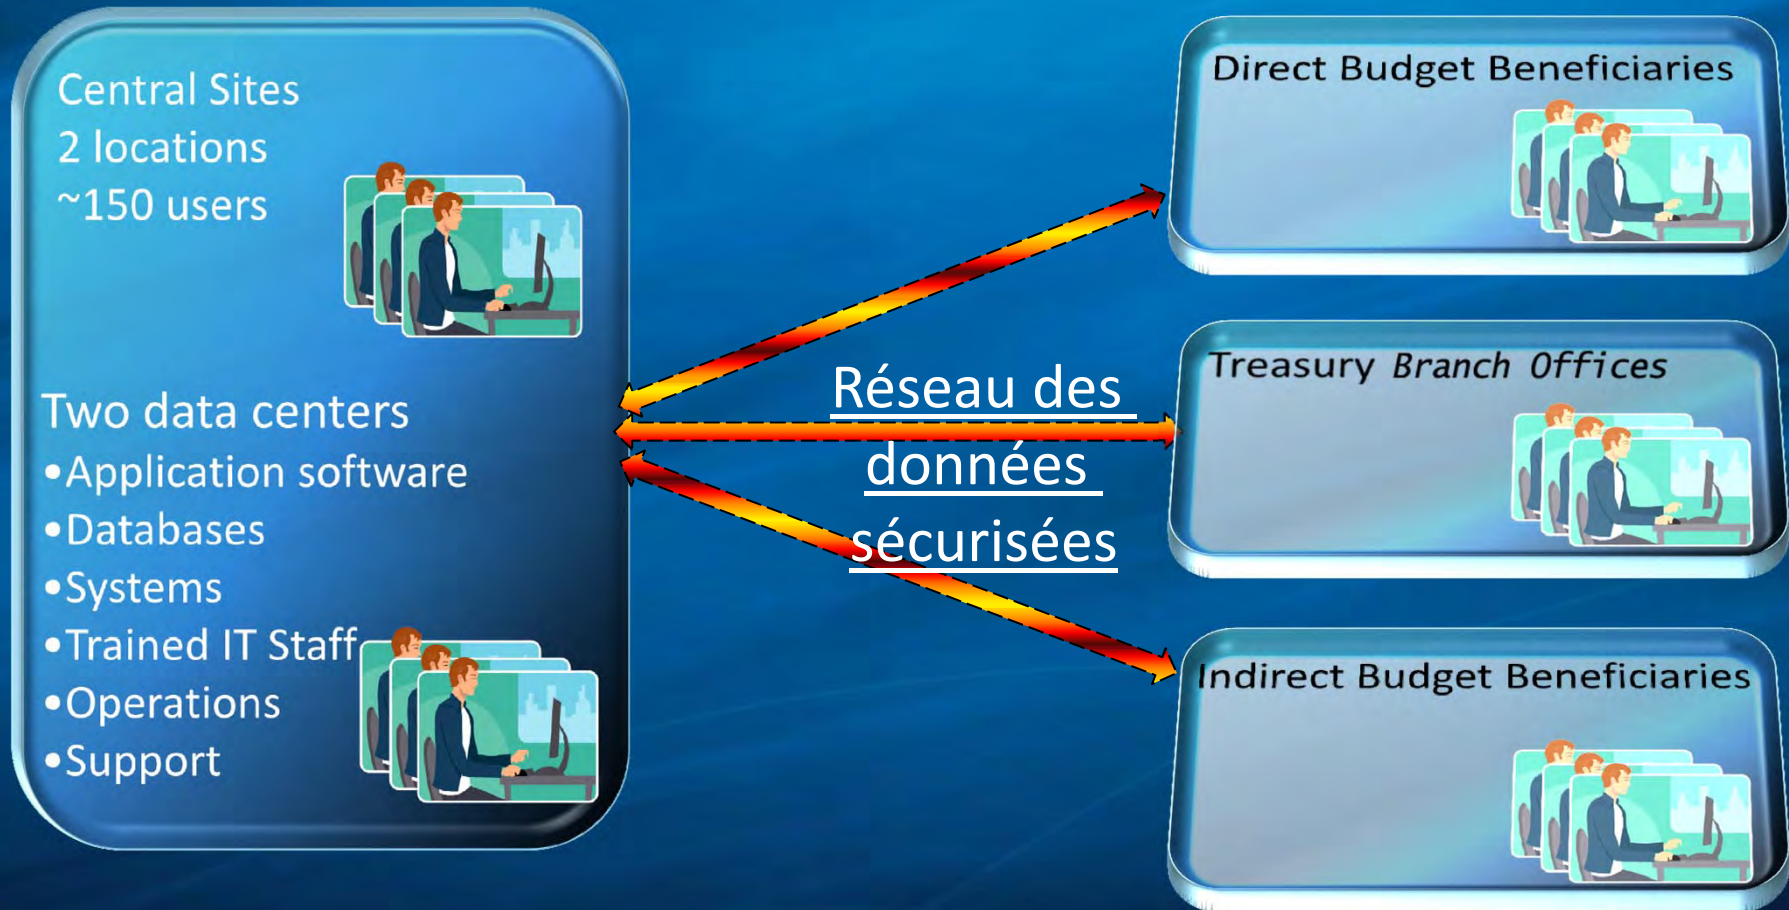 Central Sites
2 locations
~150 users
Two data centers
•Application software
•Databases
•Systems
•Trained IT Staff
•Operations
•Support
Réseau des
données
sécurisées
Direct Budget Beneficiaries
Treasury Branch Offices
Indirect Budget Beneficiaries